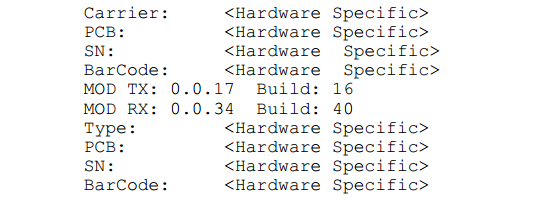 Carrier: <Hardware Specific>
PCB: <Hardware Specific>
SN: <Hardware Specific>
BarCode: <Hardware Specific>
MOD TX: 0.0.17 Build: 16
MOD RX: 0.0.34 Build: 40
Type: <Hardware Specific>
PCB: <Hardware Specific>
SN: <Hardware Specific>
BarCode: <Hardware Specific>